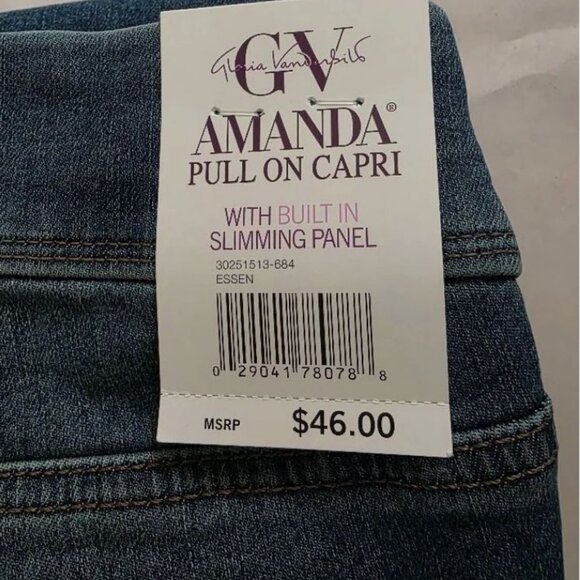 GV
Gloria Vanderbilt
AMANDA®
PULL ON CAPRI
WITH BUILT IN
SLIMMING PANEL
30251513-684
ESSEN
0 29041 78078 8
MSRP $46.00